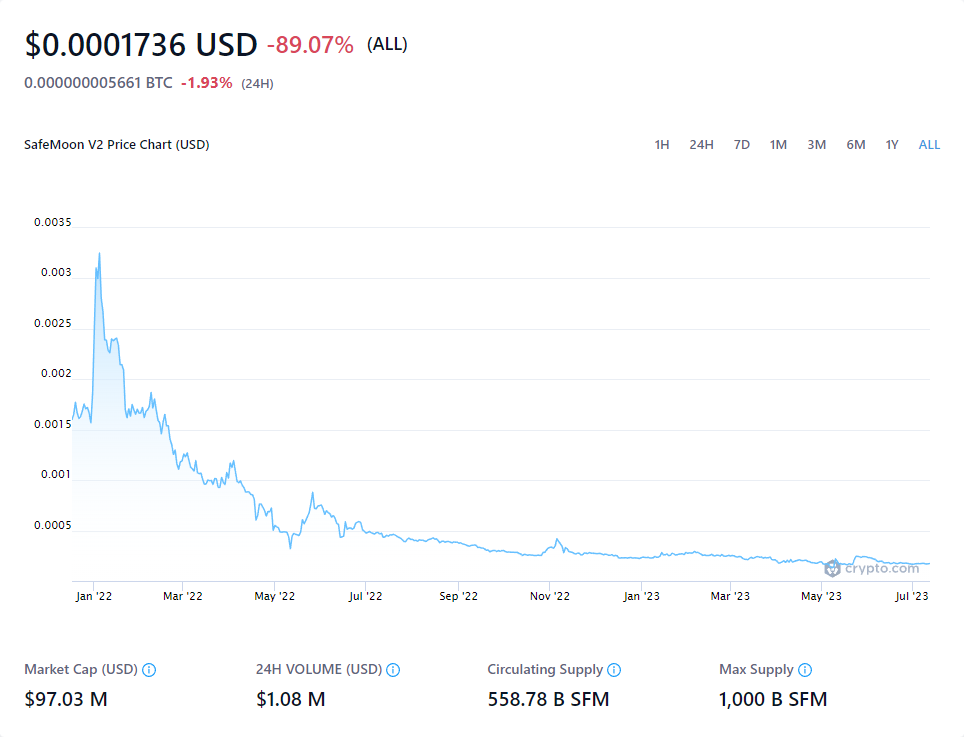 $0.0001736 USD -89.07% (ALL)
0.000000005661 BTC -1.93% (24H)
SafeMoon V2 Price Chart (USD) 1H 24H 7D 1M 3M 6M 1Y ALL
0.0035
0.003
0.0025
0.002
0.0015
0.001
0.0005
crypto.com
Jan '22 Mar '22 May '22 Jul '22 Sep '22 Nov '22 Jan '23 Mar '23 May '23 Jul '23
Market Cap (USD) 24H VOLUME (USD) Circulating Supply Max Supply
$97.03 M $1.08 M 558.78 B SFM 1,000 B SFM